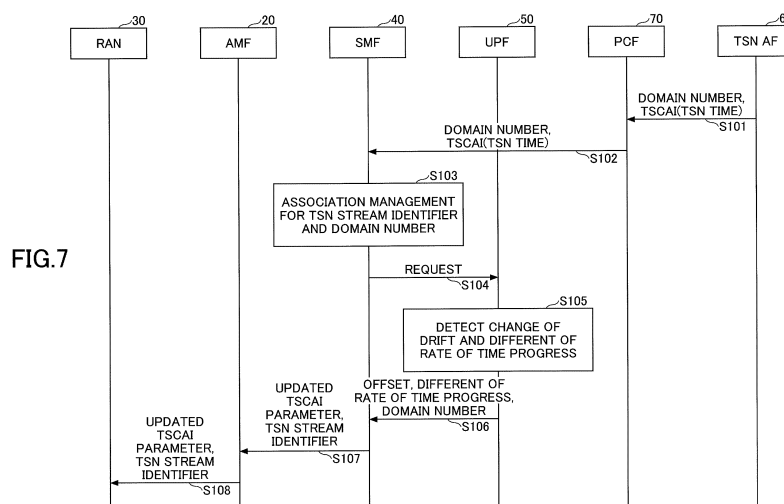 30
20
40
50
70
6
RAN
AMF
SMF
UPF
PCF
TSN AF
DOMAIN NUMBER,
TSCAI(TSN TIME)
S101
DOMAIN NUMBER,
TSCAI(TSN TIME)
S102
S103
ASSOCIATION MANAGEMENT
FOR TSN STREAM IDENTIFIER
AND DOMAIN NUMBER
FIG.7
REQUEST
S104
S105
DETECT CHANGE OF
DRIFT AND DIFFERENT OF
RATE OF TIME PROGRESS
OFFSET, DIFFERENT OF
RATE OF TIME PROGRESS,
DOMAIN NUMBER
S106
UPDATED
TSCAI
PARAMETER,
TSN STREAM
IDENTIFIER
S107
UPDATED
TSCAI
PARAMETER,
TSN STREAM
IDENTIFIER
S108